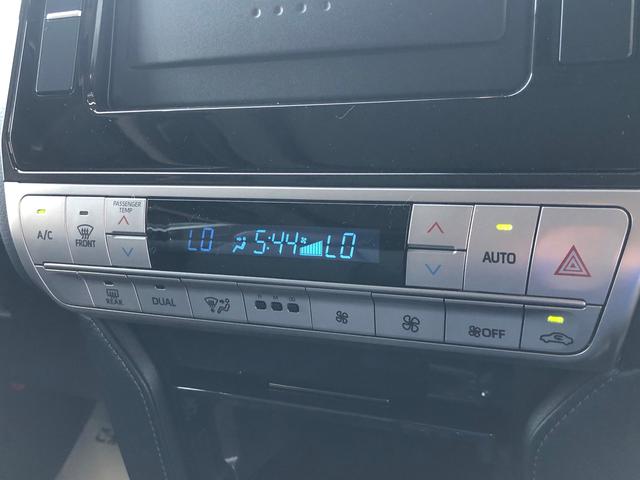 PASSENGER
TEMP
A/C
FRONT
LO 5:44 LO
AUTO
REAR
DUAL
OFF